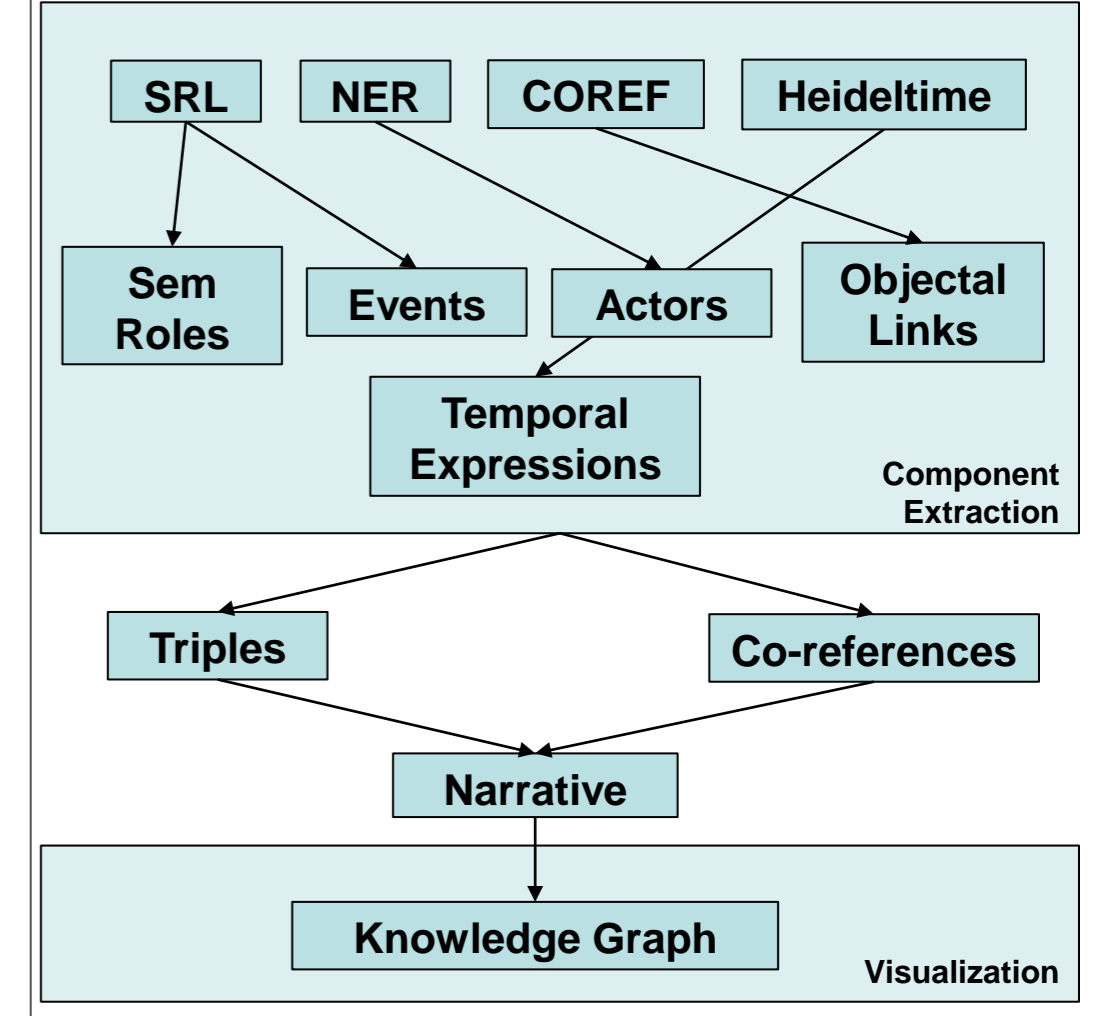 SRL
NER
COREF
Heideltime
Sem
Roles
Events
Actors
Objectal
Links
Temporal
Expressions
Component
Extraction
Triples
Co-references
Narrative
Knowledge Graph
Visualization